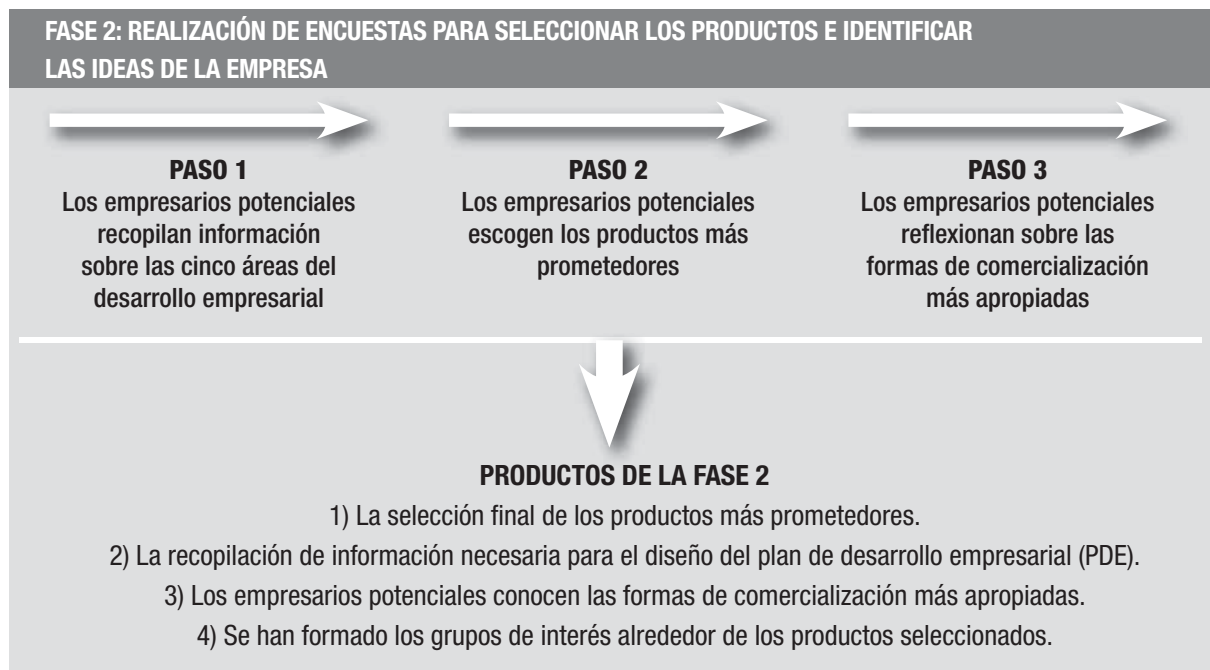 FASE 2: REALIZACIÓN DE ENCUESTAS PARA SELECCIONAR LOS PRODUCTOS E IDENTIFICAR
LAS IDEAS DE LA EMPRESA
PASO 1
Los empresarios potenciales
recopilan información
sobre las cinco áreas del
desarrollo empresarial
PASO 2
Los empresarios potenciales
escogen los productos más
prometedores
PASO 3
Los empresarios potenciales
reflexionan sobre las
formas de comercialización
más apropiadas
PRODUCTOS DE LA FASE 2
1) La selección final de los productos más prometedores.
2) La recopilación de información necesaria para el diseño del plan de desarrollo empresarial (PDE).
3) Los empresarios potenciales conocen las formas de comercialización más apropiadas.
4) Se han formado los grupos de interés alrededor de los productos seleccionados.